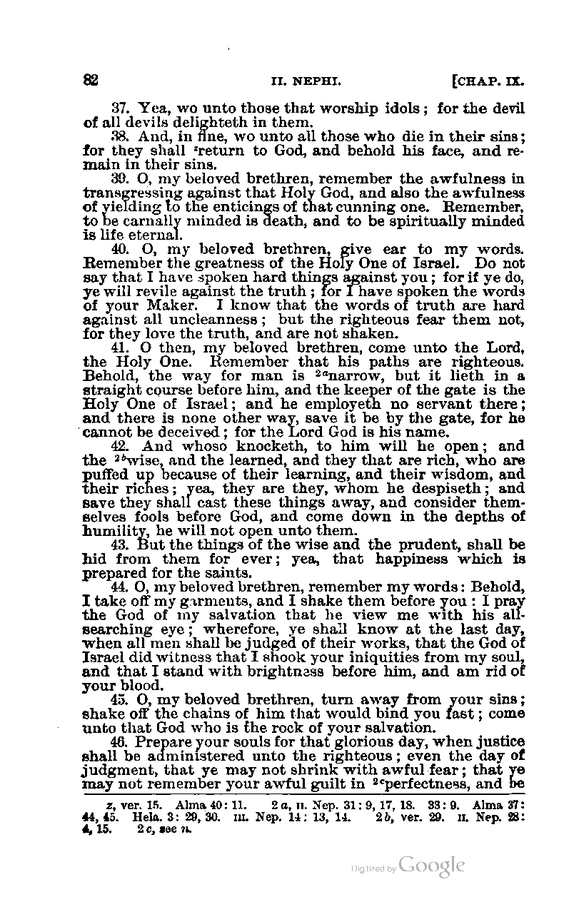 82 II. NEPHI. [CHAP. IX.
37. Yea, wo unto those that worship idols; for the devil
of all devils delighteth in them.
38. And, in fine, wo unto all those who die in their sins;
for they shall ᶻreturn to God, and behold his face, and re-
main in their sins.
39. O, my beloved brethren, remember the awfulness in
transgressing against that Holy God, and also the awfulness
of yielding to the enticings of that cunning one. Remember,
to be carnally minded is death, and to be spiritually minded
is life eternal.
40. O, my beloved brethren, give ear to my words.
Remember the greatness of the Holy One of Israel. Do not
say that I have spoken hard things against you; for if ye do,
ye will revile against the truth; for I have spoken the words
of your Maker. I know that the words of truth are hard
against all uncleanness; but the righteous fear them not,
for they love the truth, and are not shaken.
41. O then, my beloved brethren, come unto the Lord,
the Holy One. Remember that his paths are righteous.
Behold, the way for man is ²ᵃnarrow, but it lieth in a
straight course before him, and the keeper of the gate is the
Holy One of Israel; and he employeth no servant there;
and there is none other way, save it be by the gate, for he
cannot be deceived; for the Lord God is his name.
42. And whoso knocketh, to him will he open; and
the ²ᵇwise, and the learned, and they that are rich, who are
puffed up because of their learning, and their wisdom, and
their riches; yea, they are they, whom he despiseth; and
save they shall cast these things away, and consider them-
selves fools before God, and come down in the depths of
humility, he will not open unto them.
43. But the things of the wise and the prudent, shall be
hid from them for ever; yea, that happiness which is
prepared for the saints.
44. O, my beloved brethren, remember my words: Behold,
I take off my garments, and I shake them before you: I pray
the God of my salvation that he view me with his all-
searching eye; wherefore, ye shall know at the last day,
when all men shall be judged of their works, that the God of
Israel did witness that I shook your iniquities from my soul,
and that I stand with brightness before him, and am rid of
your blood.
45. O, my beloved brethren, turn away from your sins;
shake off the chains of him that would bind you fast; come
unto that God who is the rock of your salvation.
46. Prepare your souls for that glorious day, when justice
shall be administered unto the righteous; even the day of
judgment, that ye may not shrink with awful fear; that ye
may not remember your awful guilt in ²ᶜperfectness, and be
z, ver. 15. Alma 40: 11. 2 a, II. Nep. 31: 9, 17, 18. 33: 9. Alma 37:
44, 45. Hela. 3: 29, 30. III. Nep. 14: 13, 14. 2 b, ver. 29. II. Nep. 28:
4, 15. 2 c, see n.
Digitized by Google